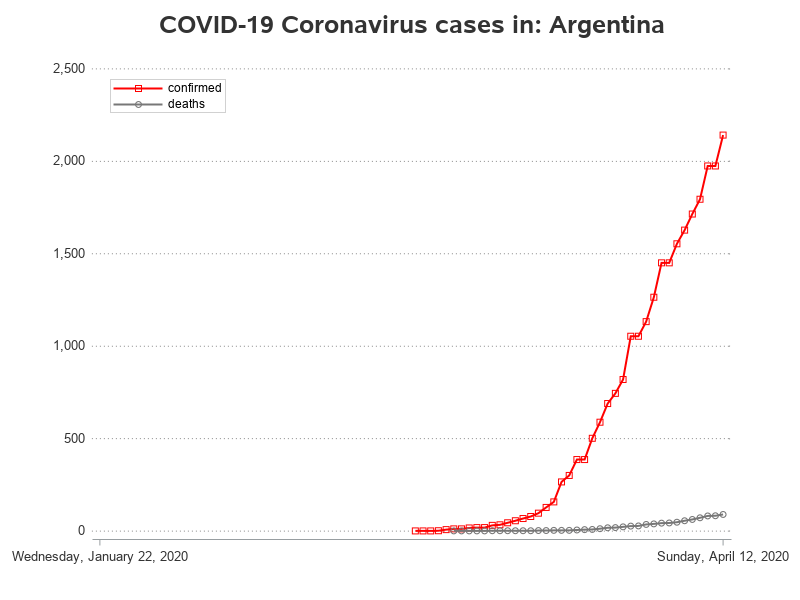 COVID-19 Coronavirus cases in: Argentina
2,500
confirmed
deaths
2,000
1,500
1,000
500
0
Wednesday, January 22, 2020
Sunday, April 12, 2020